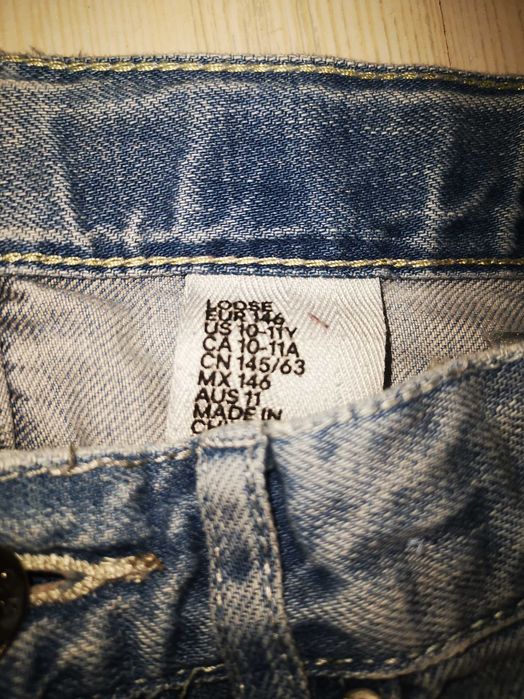 LOOSE
EUR 146
US 10-11Y
CA 10-11A
CN 145/63
MX 146
AUS 11
MADE IN